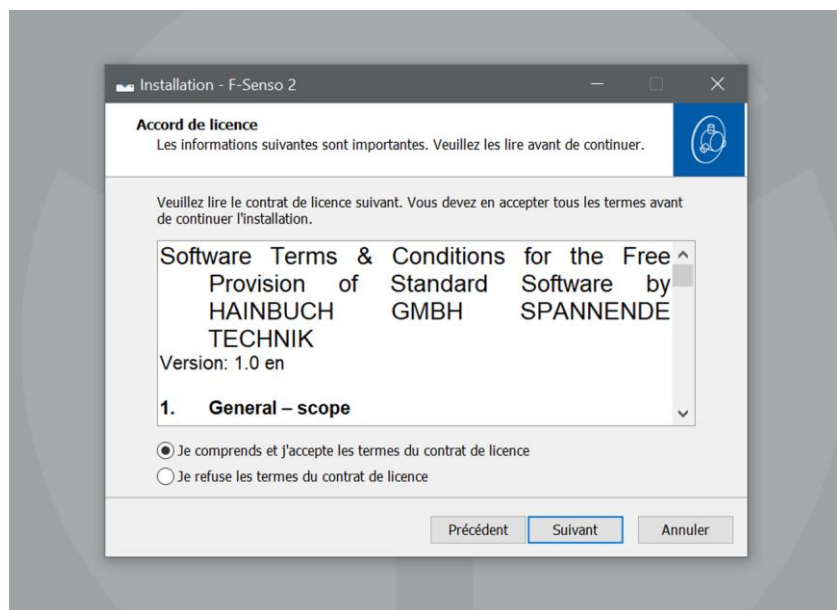 Installation - F-Senso 2
Accord de licence
Les informations suivantes sont importantes. Veuillez les lire avant de continuer.
Veuillez lire le contrat de licence suivant. Vous devez en accepter tous les termes avant
de continuer l'installation.
Software Terms & Conditions for the Free
Provision of Standard Software by
HAINBUCH GMBH SPANNENDE
TECHNIK
Version: 1.0 en
1. General – scope
Je comprends et j'accepte les termes du contrat de licence
Je refuse les termes du contrat de licence
Précédent
Suivant
Annuler